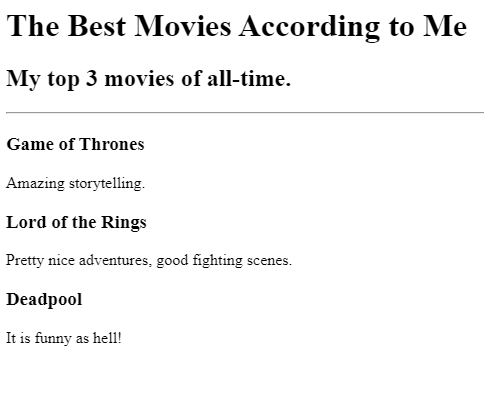 The Best Movies According to Me
My top 3 movies of all-time.
Game of Thrones
Amazing storytelling.
Lord of the Rings
Pretty nice adventures, good fighting scenes.
Deadpool
It is funny as hell!